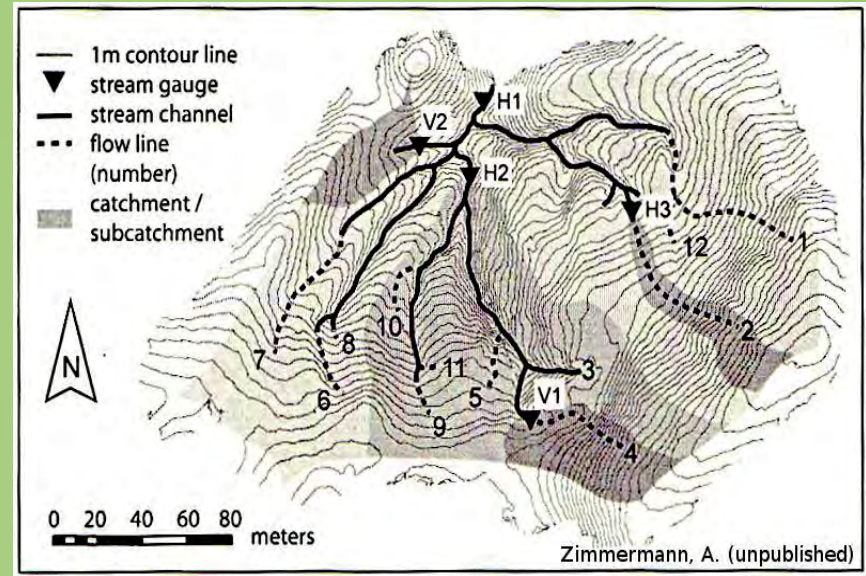 1m contour line
stream gauge
stream channel
flow line
(number)
catchment /
subcatchment
H1
V2
H2
H3
12
1
2
10
8
7
6
11
5
9
3
V1
4
N
0 20 40 60 80 meters
Zimmermann, A. (unpublished)